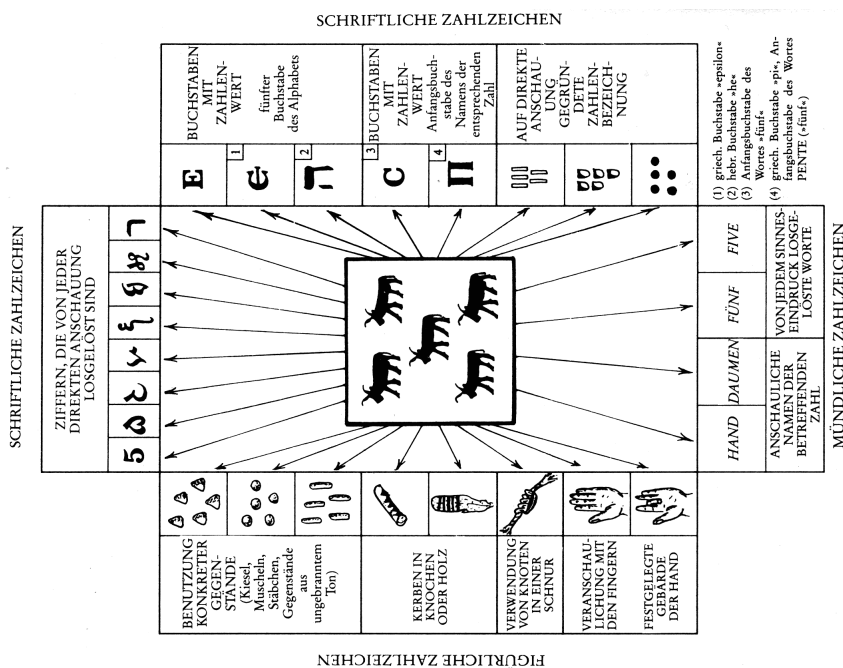 SCHRIFTLICHE ZAHLZEICHEN
BUCHSTABEN
MIT
ZAHLEN-
WERT
fünfter
Buchstabe
des Alphabets
BUCHSTABEN
MIT
ZAHLEN-
WERT
Anfangsbuch-
stabe des
Namens der
entsprechenden
Zahl
AUF DIREKTE
ANSCHAU-
UNG
GEGRÜN-
DETE
ZAHLEN-
BEZEICH-
NUNG
E
1
Є
2
ה
3
C
4
Π
(1) griech. Buchstabe »epsilon«
(2) hebr. Buchstabe »he«
(3) Anfangsbuchstabe des
Wortes »fünf«
(4) griech. Buchstabe »pi«, An-
fangsbuchstabe des Wortes
PENTE (»fünf«)
SCHRIFTLICHE ZAHLZEICHEN
ZIFFERN, DIE VON JEDER
DIREKTEN ANSCHAUUNG
LOSGELÖST SIND
5
HAND
DAUMEN
FÜNF
FIVE
ANSCHAULICHE
NAMEN DER
BETREFFENDEN
ZAHL
VON JEDEM SINNES-
EINDRUCK LOSGE-
LÖSTE WORTE
MÜNDLICHE ZAHLZEICHEN
BENUTZUNG
KONKRETER
GEGEN-
STÄNDE
(Kiesel,
Muscheln,
Stäbchen,
Gegenstände
aus
ungebranntem
Ton)
KERBEN IN
KNOCHEN
ODER HOLZ
VERWENDUNG
VON KNOTEN
IN EINER
SCHNUR
VERANSCHAU-
LICHUNG MIT
DEN FINGERN
FESTGELEGTE
GEBÄRDE
DER HAND
FIGÜRLICHE ZAHLZEICHEN